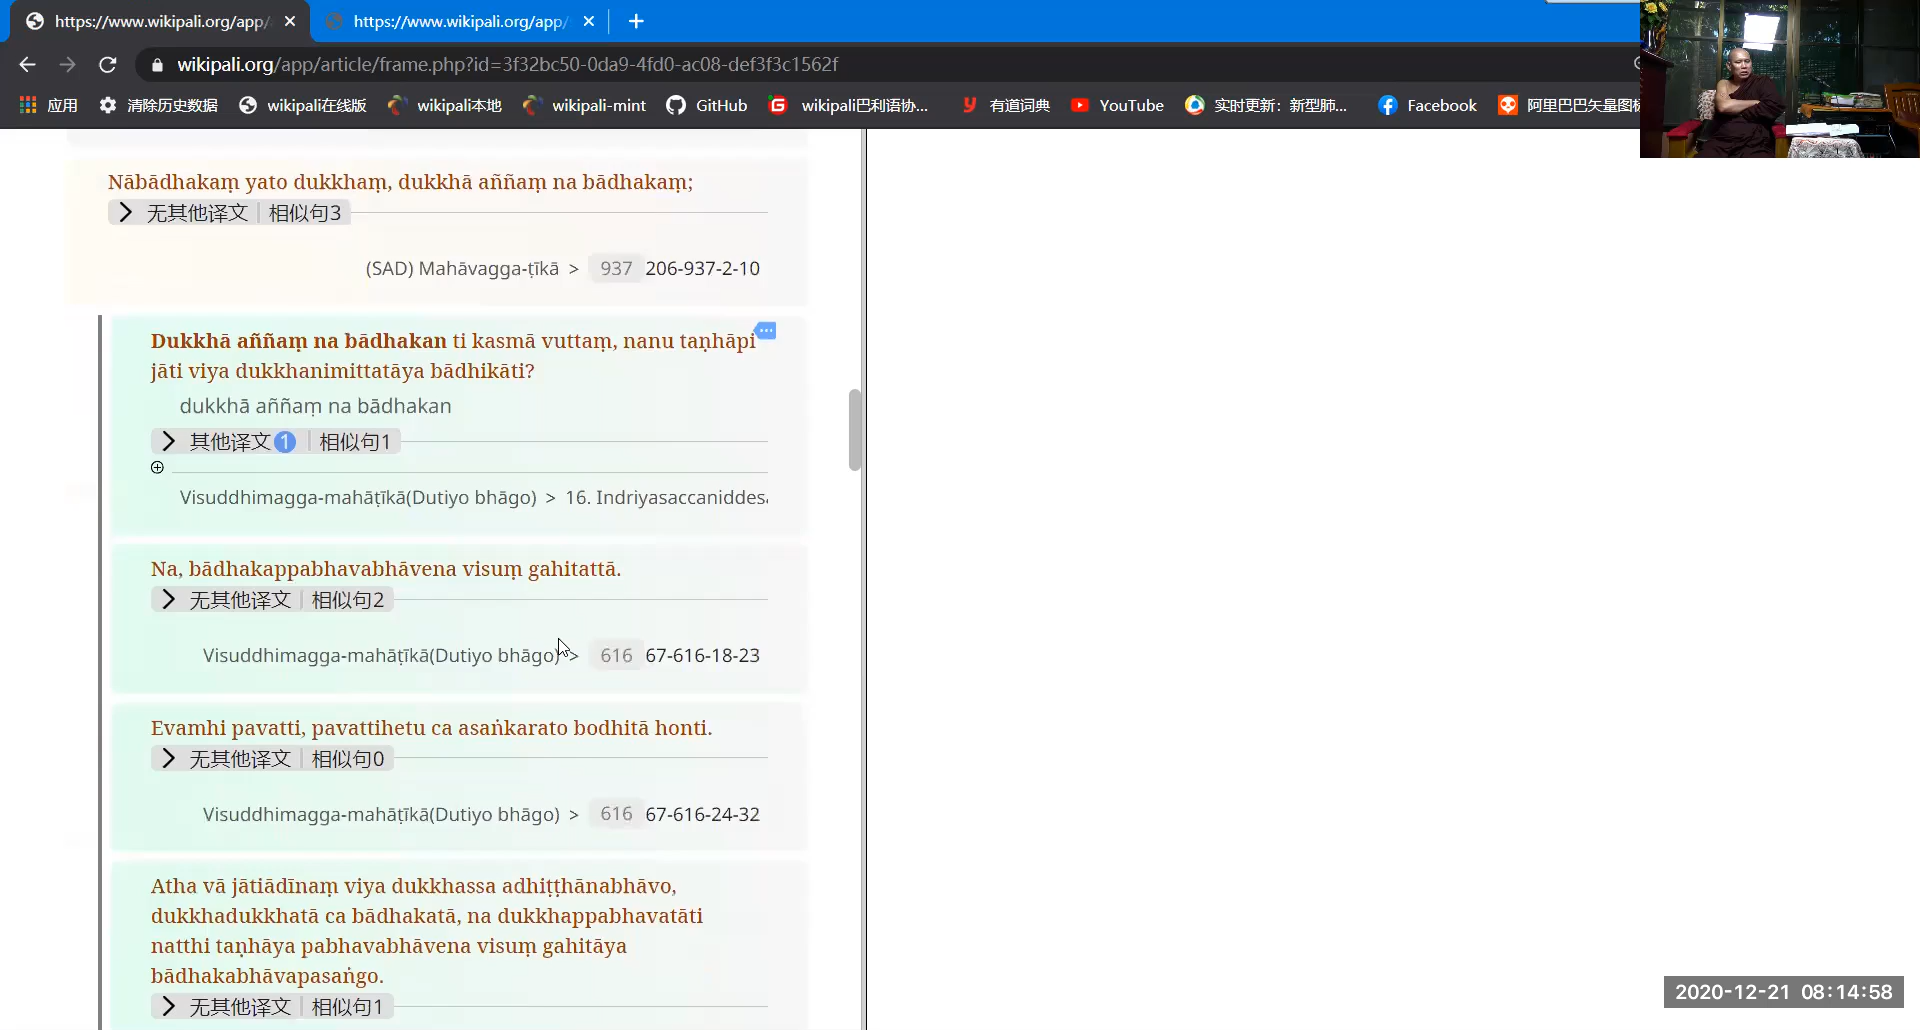 https://www.wikipali.org/app/
https://www.wikipali.org/app/
wikipali.org/app/article/frame.php?id=3f32bc50-0da9-4fd0-ac08-def3f3c1562f
应用 清除历史数据 wikipali在线版 wikipali本地 wikipali-mint GitHub wikipali巴利语协... 有道词典 YouTube 实时更新：新型肺... Facebook 阿里巴巴矢量图标
Nābādhakaṃ yato dukkhaṃ, dukkhā aññaṃ na bādhakaṃ;
无其他译文 相似句3
(SAD) Mahāvagga-ṭīkā > 937 206-937-2-10
Dukkhā aññaṃ na bādhakan ti kasmā vuttaṃ, nanu taṇhāpi
jāti viya dukkhanimittatāya bādhikāti?
dukkhā aññaṃ na bādhakan
其他译文 1 相似句1
Visuddhimagga-mahāṭīkā(Dutiyo bhāgo) > 16. Indriyasaccaniddesa
Na, bādhakappabhavabhāvena visuṃ gahitattā.
无其他译文 相似句2
Visuddhimagga-mahāṭīkā(Dutiyo bhāgo) > 616 67-616-18-23
Evamhi pavatti, pavattihetu ca asaṅkarato bodhitā honti.
无其他译文 相似句0
Visuddhimagga-mahāṭīkā(Dutiyo bhāgo) > 616 67-616-24-32
Atha vā jātiādīnaṃ viya dukkhassa adhiṭṭhānabhāvo,
dukkhadukkhatā ca bādhakatā, na dukkhappabhavatāti
natthi taṇhāya pabhavabhāvena visuṃ gahitāya
bādhakabhāvapasaṅgo.
无其他译文 相似句1
2020-12-21 08:14:58